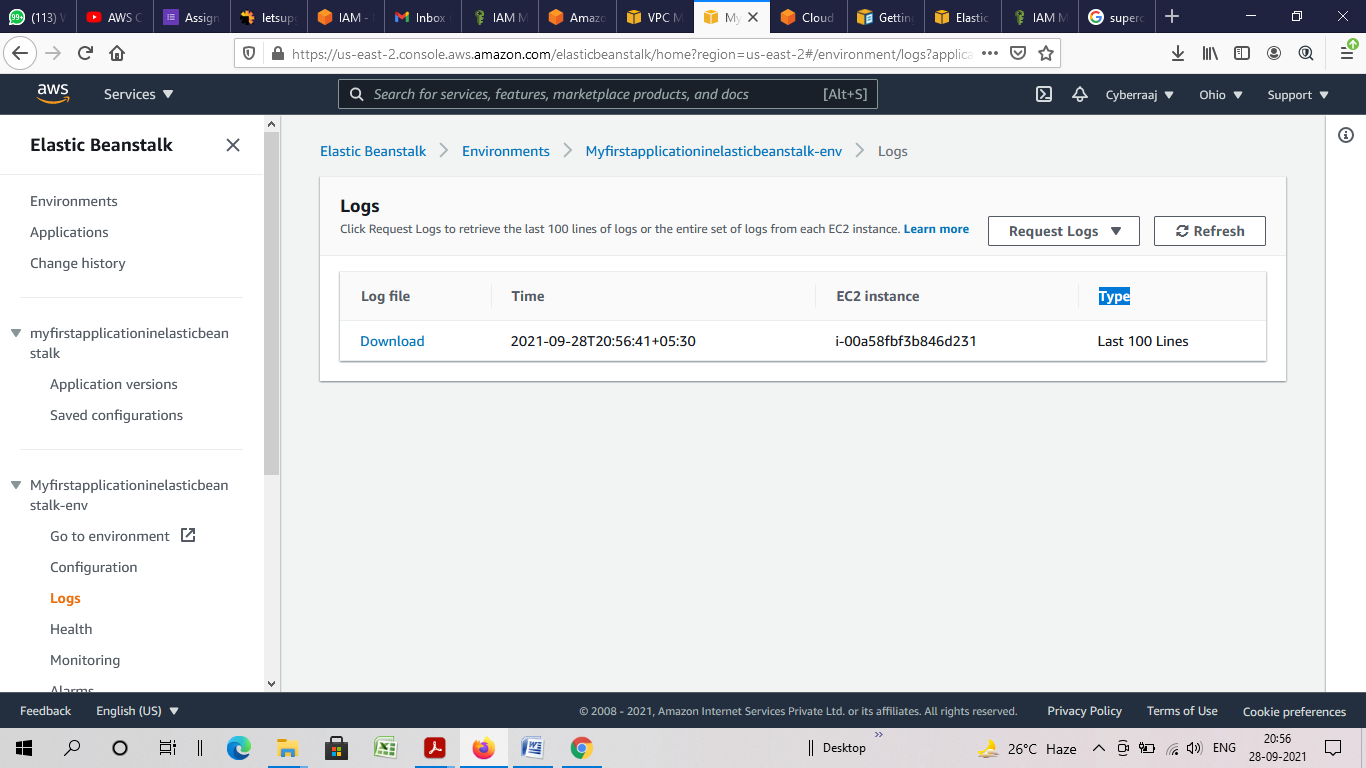 99+ (113) W
AWS C
Assign
letsup
IAM -
Inbox
IAM M
Amazo
VPC M
My
Cloud
Gettin
Elastic
IAM M
superc
https://us-east-2.console.aws.amazon.com/elasticbeanstalk/home?region=us-east-2#/environment/logs?applica
aws
Services
Search for services, features, marketplace products, and docs [Alt+S]
Cyberraaj
Ohio
Support
Elastic Beanstalk
Environments
Applications
Change history
myfirstapplicationinelasticbean
stalk
Application versions
Saved configurations
Myfirstapplicationinelasticbean
stalk-env
Go to environment
Configuration
Logs
Health
Monitoring
Alarms
Elastic Beanstalk Environments Myfirstapplicationinelasticbeanstalk-env Logs
Logs
Click Request Logs to retrieve the last 100 lines of logs or the entire set of logs from each EC2 instance. Learn more
Request Logs
Refresh
Log file Time EC2 instance Type
Download 2021-09-28T20:56:41+05:30 i-00a58fbf3b846d231 Last 100 Lines
Feedback English (US) © 2008 - 2021, Amazon Internet Services Private Ltd. or its affiliates. All rights reserved. Privacy Policy Terms of Use Cookie preferences
Desktop
26°C Haze
ENG
20:56
28-09-2021